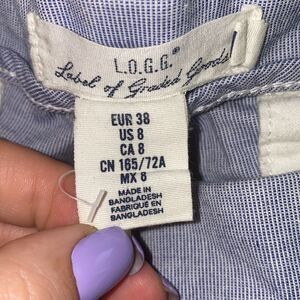 L.O.G.G.®
Label of Graded Goods
EUR 38
US 8
CA 8
CN 165/72A
MX 6
MADE IN
BANGLADESH
FABRIQUÉ EN
BANGLADESH